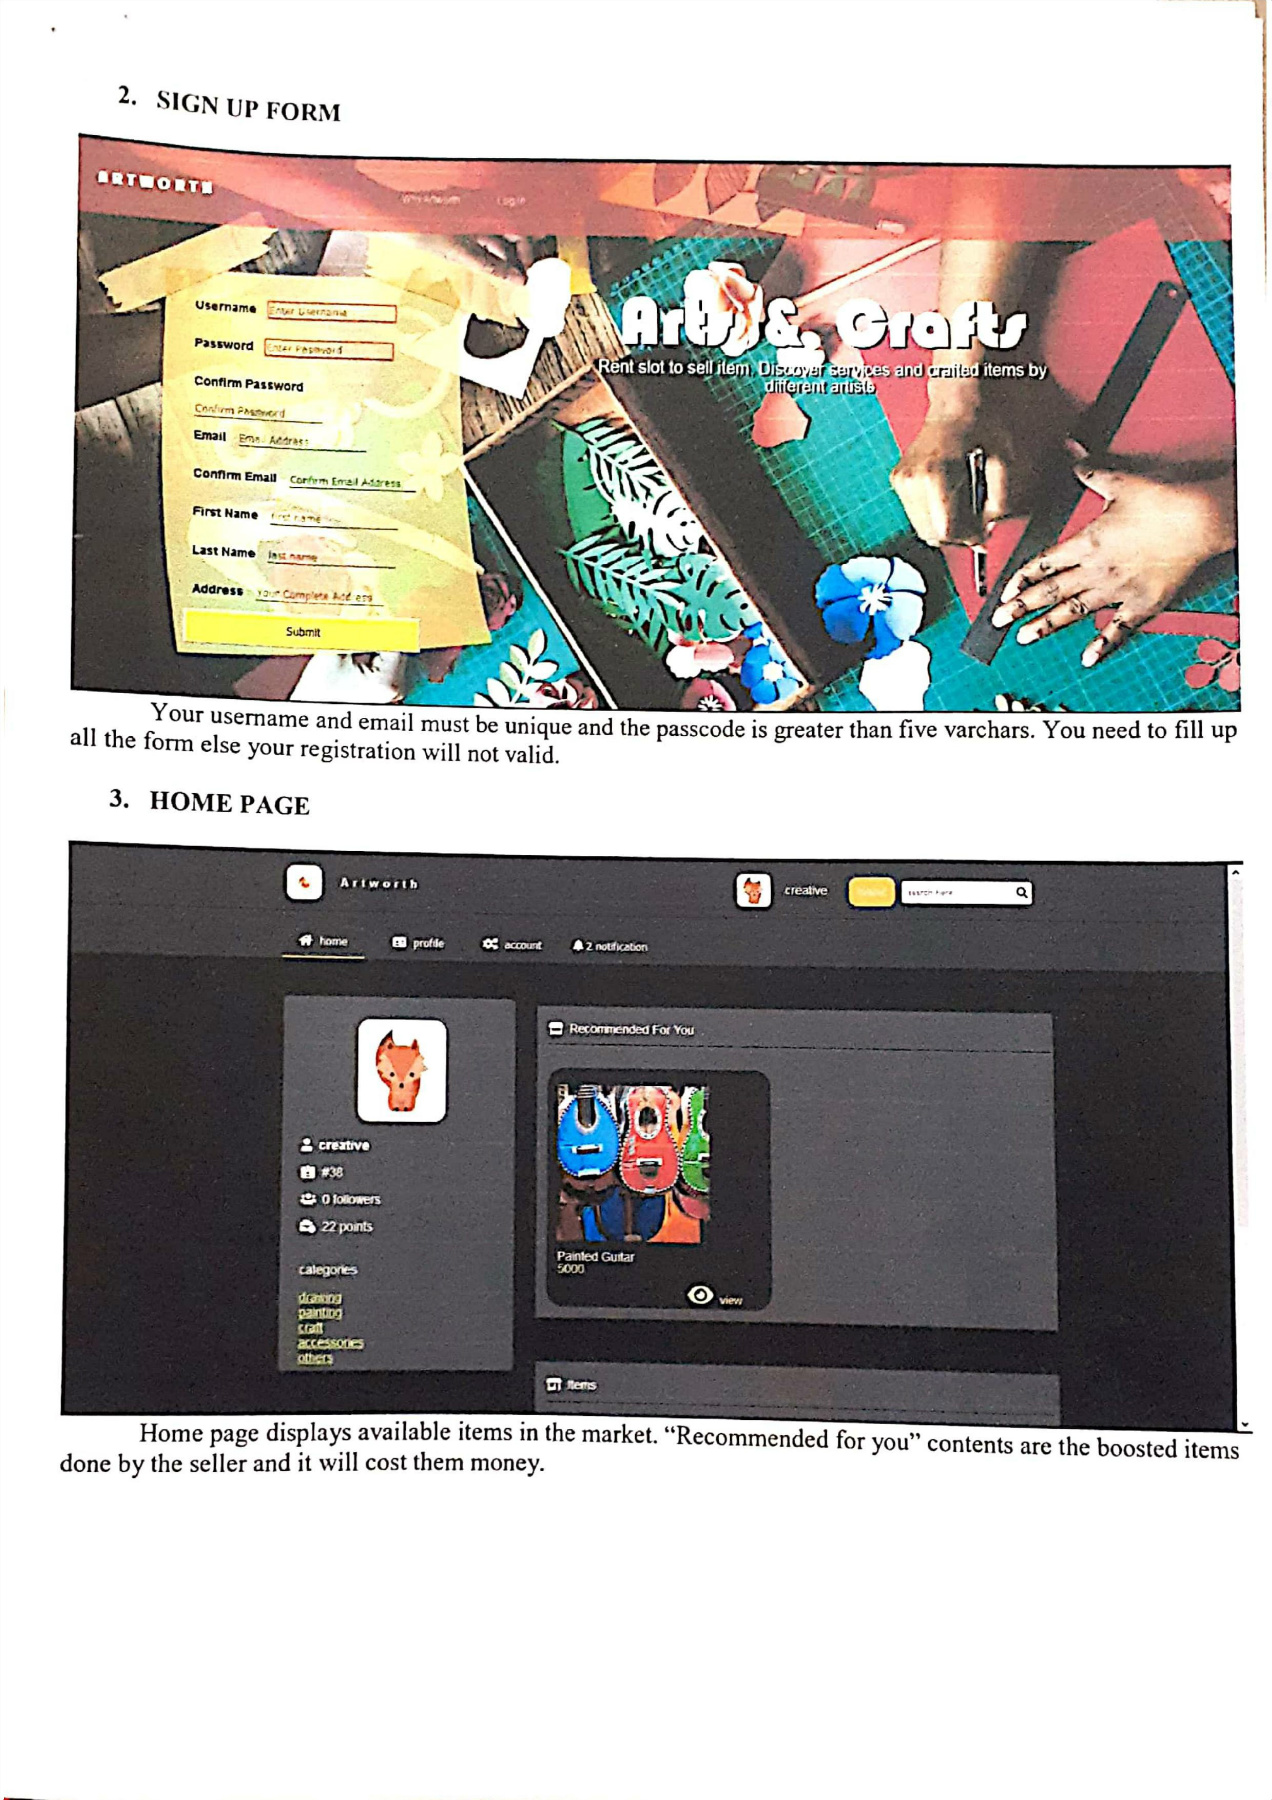 2. SIGN UP FORM
ARTWORTH
Why Artworth Log In
Arts & Crafts
Rent slot to sell item. Discover services and crafted items by
different artists
Username Enter Username
Password Enter Password
Confirm Password
Confirm Password
Email Email Address
Confirm Email Confirm Email Address
First Name first name
Last Name last name
Address Your Complete Address
Submit
Your username and email must be unique and the passcode is greater than five varchars. You need to fill up
all the form else your registration will not valid.
3. HOME PAGE
Artworth
creative
search here
home profile account 2 notification
creative
#38
0 followers
22 points
categories
drawing
painting
craft
accessories
others
Recommended For You
Painted Guitar
5000
view
Items
Home page displays available items in the market. “Recommended for you” contents are the boosted items
done by the seller and it will cost them money.